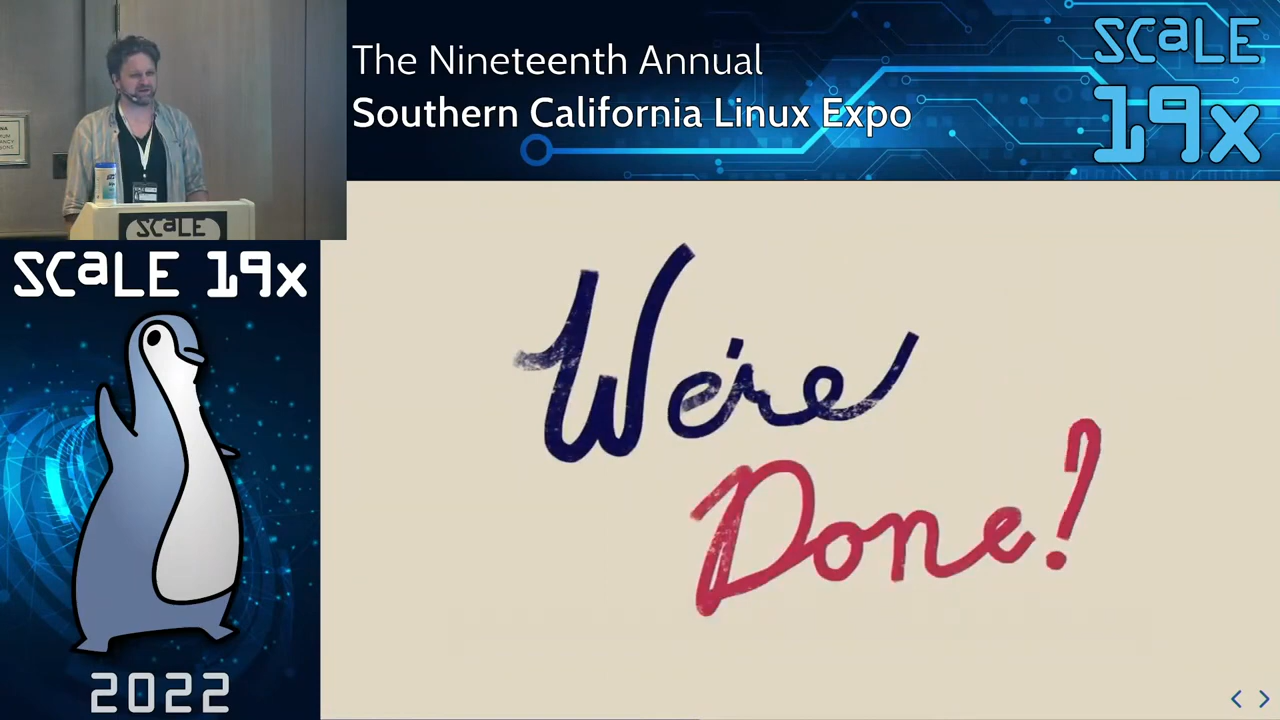 The Nineteenth Annual
Southern California Linux Expo
SCaLE
19x
SCaLE
SCaLE 19x
2022
We're
Done?